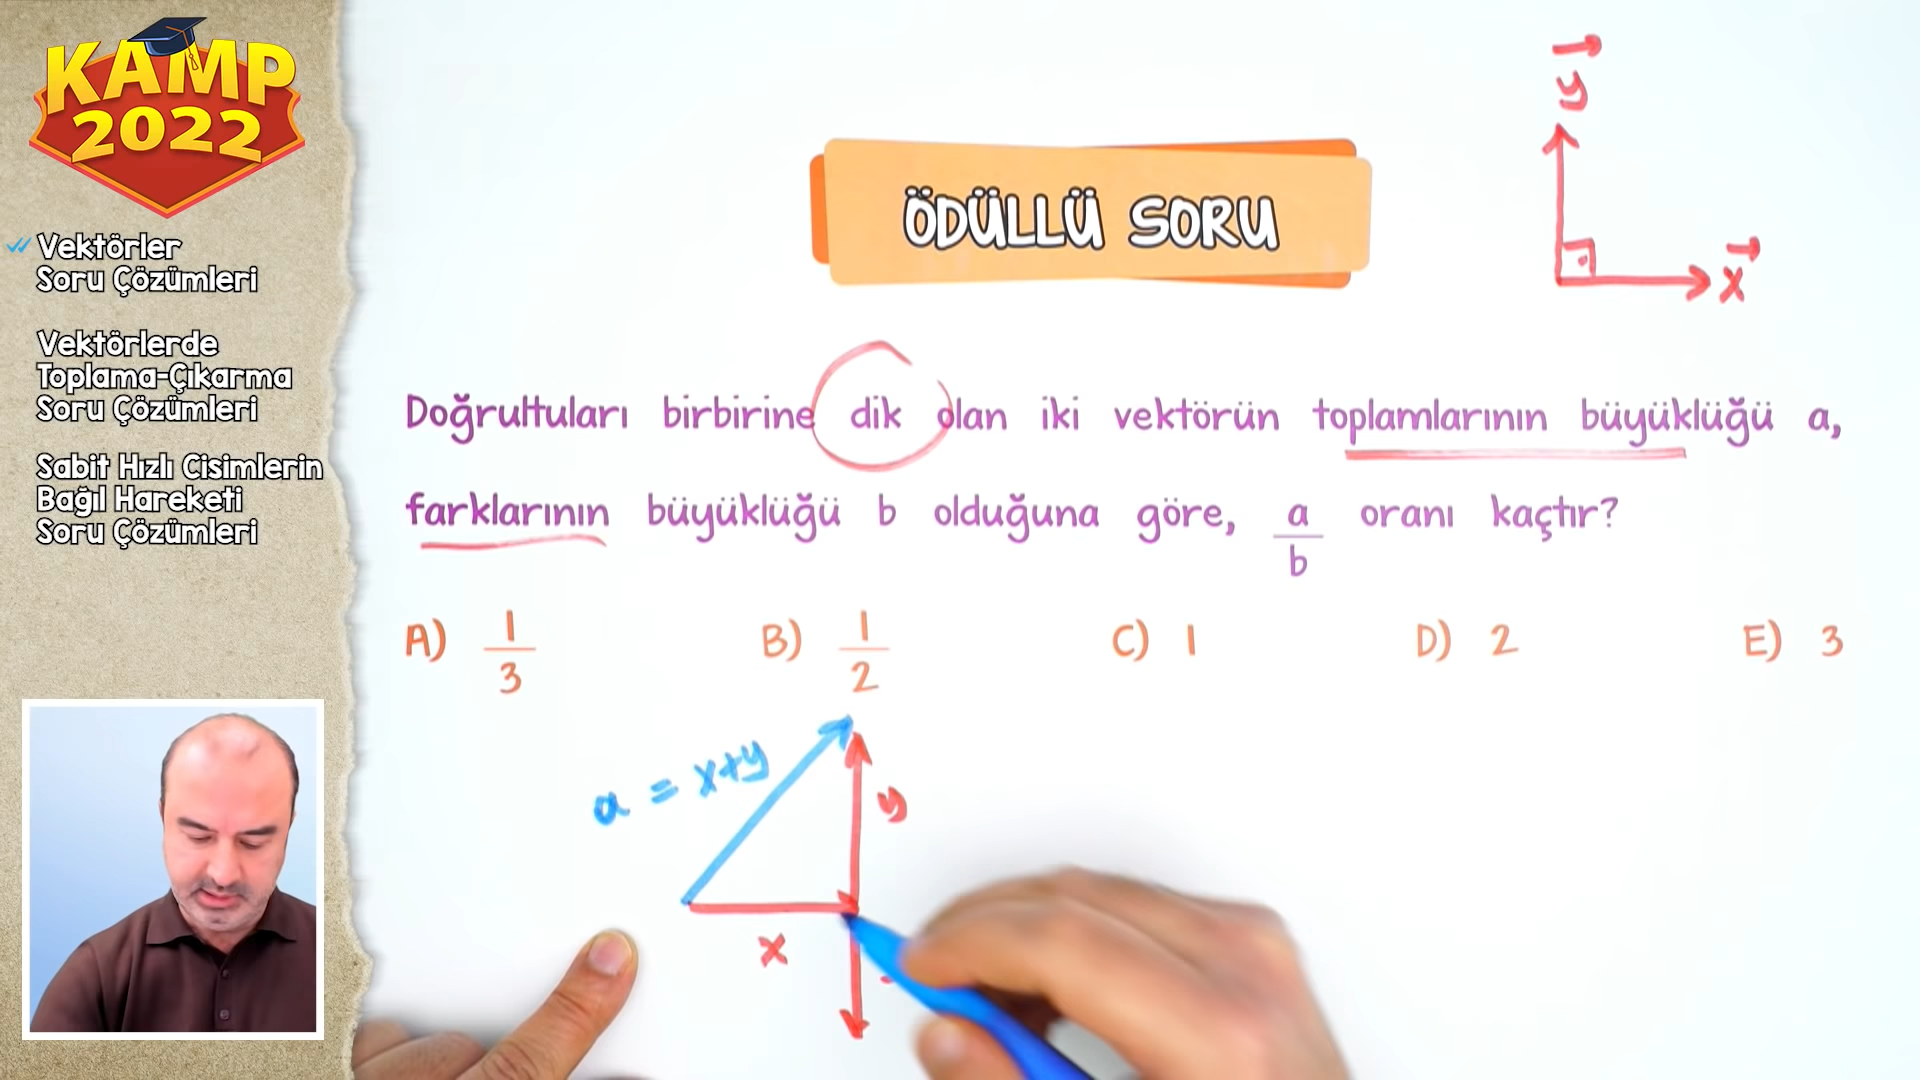 KAMP
2022
Vektörler
Soru Çözümleri
Vektörlerde
Toplama-Çıkarma
Soru Çözümleri
Sabit Hızlı Cisimlerin
Bağıl Hareketi
Soru Çözümleri
ÖDÜLLÜ SORU
y
x
Doğrultuları birbirine dik olan iki vektörün toplamlarının büyüklüğü a,
farklarının büyüklüğü b olduğuna göre, a/b oranı kaçtır?
A) 1/3 B) 1/2 C) 1 D) 2 E) 3
a = x+y
y
x